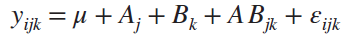 y_{ijk} = μ + A_j + B_k + AB_{jk} + ε_{ijk}